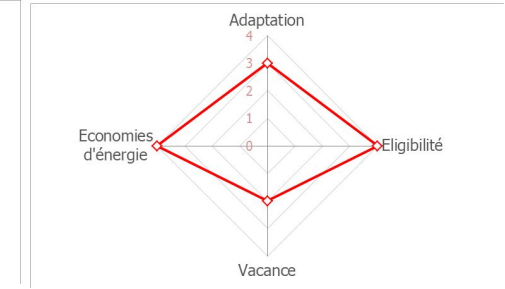 Adaptation
4
3
2
1
0
Economies
d'énergie
Eligibilité
Vacance